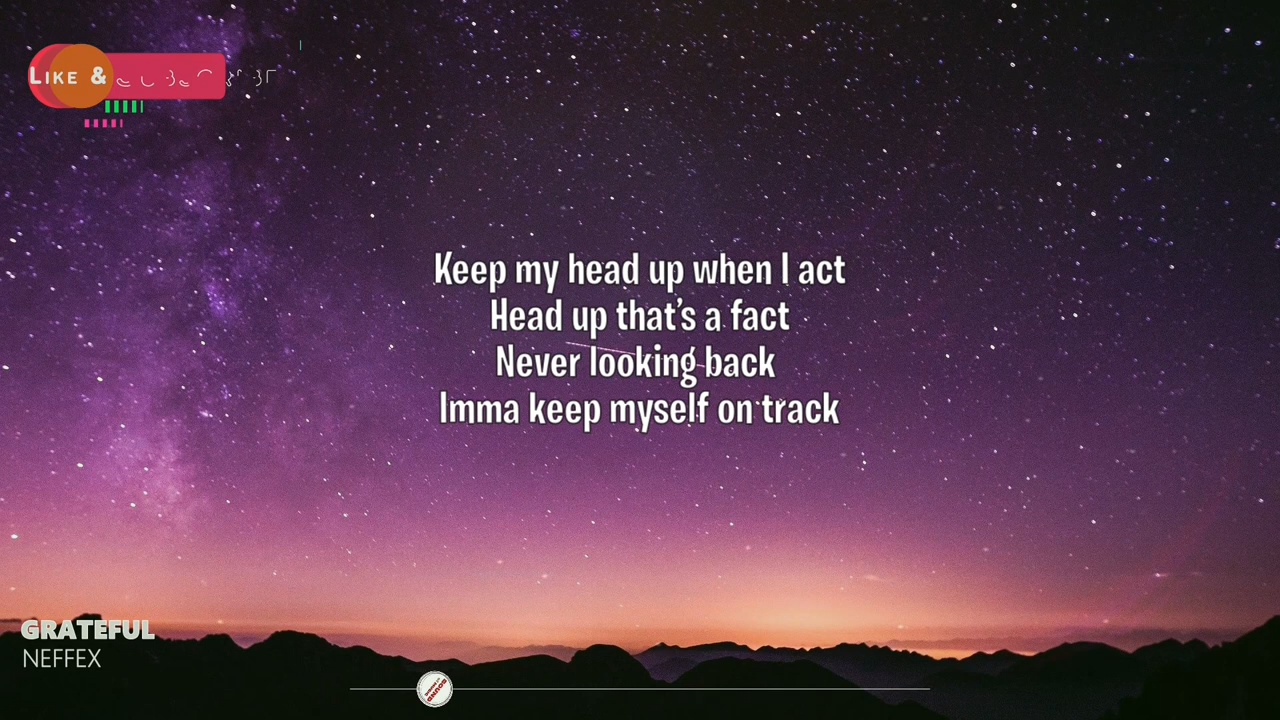 Like &
Keep my head up when I act
Head up that's a fact
Never looking back
Imma keep myself on track
GRATEFUL
NEFFEX
SOUND